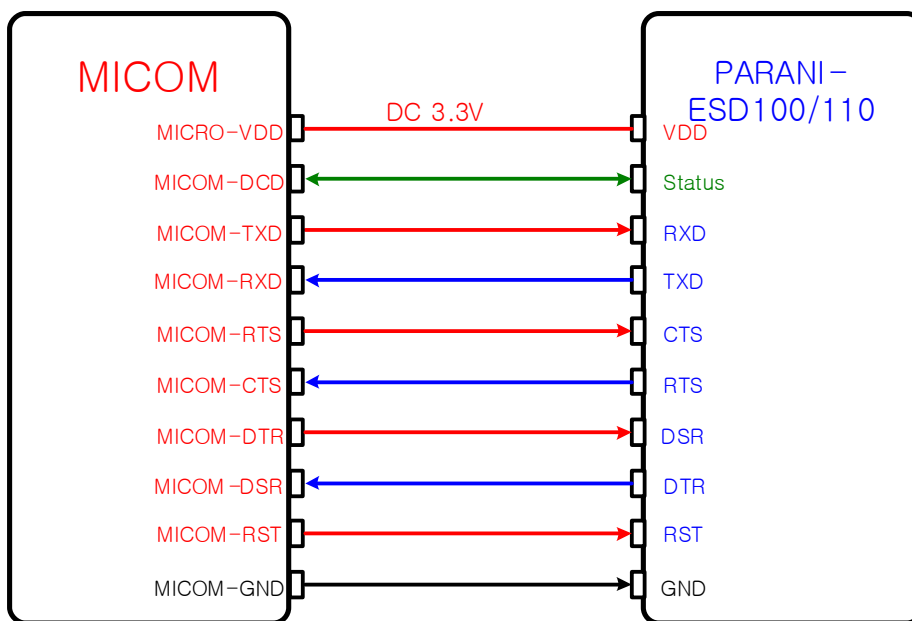 MICOM
PARANI-
ESD100/110
DC 3.3V
MICRO-VDD
VDD
MICOM-DCD
Status
MICOM-TXD
RXD
MICOM-RXD
TXD
MICOM-RTS
CTS
MICOM-CTS
RTS
MICOM-DTR
DSR
MICOM-DSR
DTR
MICOM-RST
RST
MICOM-GND
GND